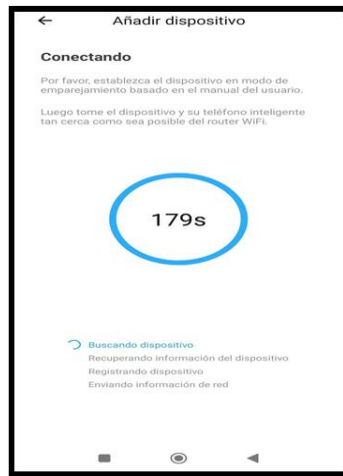 Añadir dispositivo
Conectando
Por favor, establezca el dispositivo en modo de
emparejamiento basado en el manual del usuario.
Luego tome el dispositivo y su teléfono inteligente
tan cerca como sea posible del router WiFi.
179s
Buscando dispositivo
Recuperando información del dispositivo
Registrando dispositivo
Enviando información de red